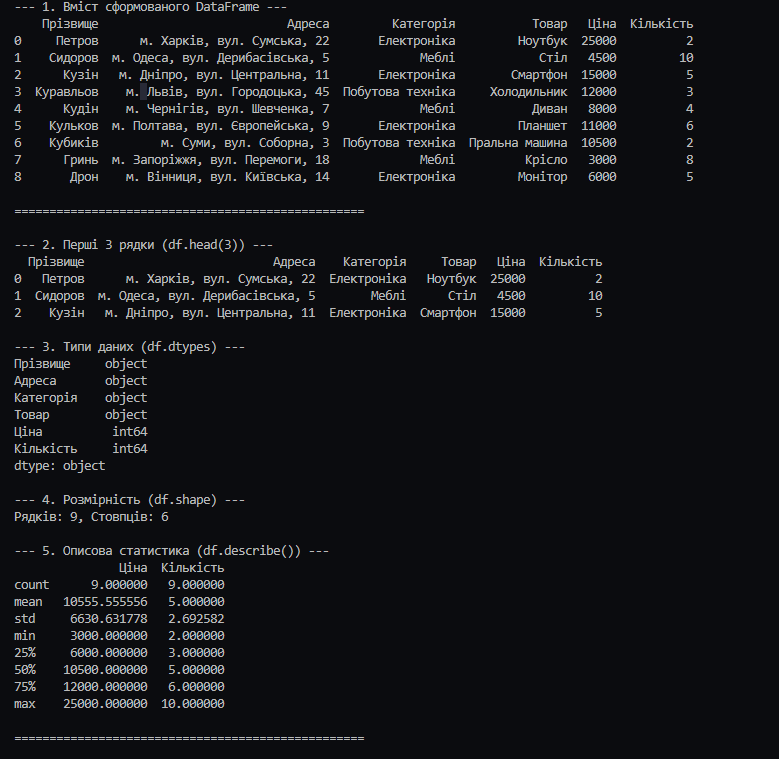 --- 1. Вміст сформованого DataFrame ---
Прізвище Адреса Категорія Товар Ціна Кількість
0 Петров м. Харків, вул. Сумська, 22 Електроніка Ноутбук 25000 2
1 Сидоров м. Одеса, вул. Дерибасівська, 5 Меблі Стіл 4500 10
2 Кузін м. Дніпро, вул. Центральна, 11 Електроніка Смартфон 15000 5
3 Куравльов м. Львів, вул. Городоцька, 45 Побутова техніка Холодильник 12000 3
4 Кудін м. Чернігів, вул. Шевченка, 7 Меблі Диван 8000 4
5 Кульков м. Полтава, вул. Європейська, 9 Електроніка Планшет 11000 6
6 Кубиків м. Суми, вул. Соборна, 3 Побутова техніка Пральна машина 10500 2
7 Гринь м. Запоріжжя, вул. Перемоги, 18 Меблі Крісло 3000 8
8 Дрон м. Вінниця, вул. Київська, 14 Електроніка Монітор 6000 5
==================================================
--- 2. Перші 3 рядки (df.head(3)) ---
Прізвище Адреса Категорія Товар Ціна Кількість
0 Петров м. Харків, вул. Сумська, 22 Електроніка Ноутбук 25000 2
1 Сидоров м. Одеса, вул. Дерибасівська, 5 Меблі Стіл 4500 10
2 Кузін м. Дніпро, вул. Центральна, 11 Електроніка Смартфон 15000 5
--- 3. Типи даних (df.dtypes) ---
Прізвище object
Адреса object
Категорія object
Товар object
Ціна int64
Кількість int64
dtype: object
--- 4. Розмірність (df.shape) ---
Рядків: 9, Стовпців: 6
--- 5. Описова статистика (df.describe()) ---
Ціна Кількість
count 9.000000 9.000000
mean 10555.555556 5.000000
std 6630.631778 2.692582
min 3000.000000 2.000000
25% 6000.000000 3.000000
50% 10500.000000 5.000000
75% 12000.000000 6.000000
max 25000.000000 10.000000
==================================================